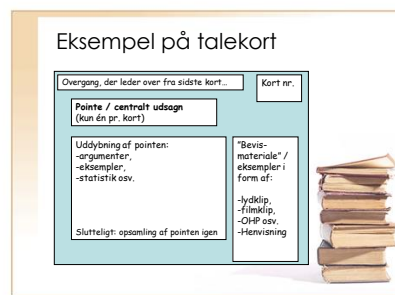 Eksempel på talekort
Overgang, der leder over fra sidste kort…
Kort nr.
Pointe / centralt udsagn
(kun én pr. kort)
Uddybning af pointen:
-argumenter,
-eksempler,
-statistik osv.
Slutteligt: opsamling af pointen igen
"Bevis-
materiale" /
eksempler i
form af:
-lydklip,
-filmklip,
-OHP osv.
-Henvisning